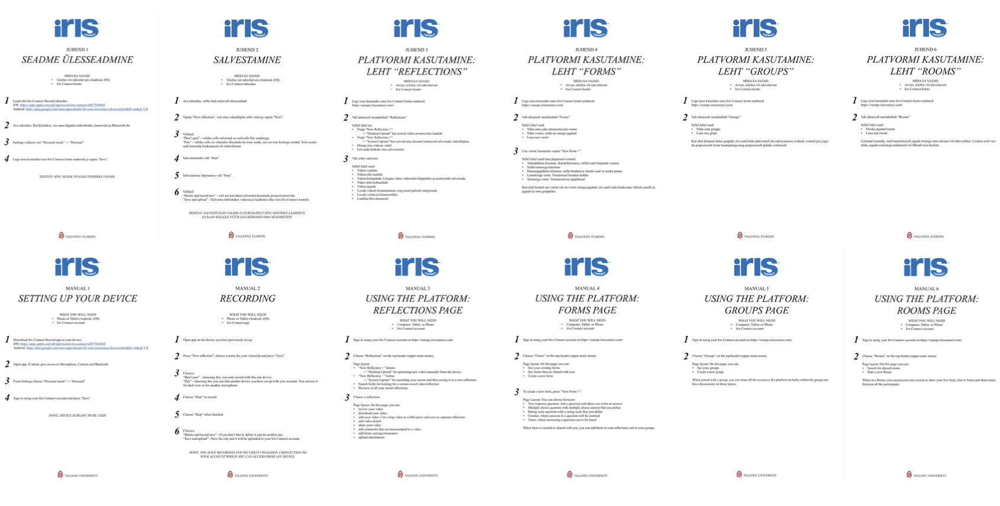 iris connect
JUHEND 1
SEADME ÜLESSEADMINE
MIDA SA VAJAD:
• Telefon või tahvelarvuti (Android, iOS)
• Iris Connect konto
1 Laadi alla Iris Connect Record rakendus:
iOS: https://apps.apple.com/gb/app/record-iris-connect/id957836065
Android: https://play.google.com/store/apps/details?id=com.irisconnect.discoverykit&hl=en&gl=US
2 Ava rakendus. Kui küsitakse, siis anna ligipääs mikrofonile, kaamerale ja Bluetooth-ile.
3 Settings valikust vali "Personal mode" -> "Personal".
4 Logi sisse kasutades sinu Iris Connect konto andmeid ja vajuta "Save".
TEHTUD. SINU SEADE ON KASUTAMISEKS VALMIS.
TALLINNA ÜLIKOOL
iris connect
JUHEND 2
SALVESTAMINE
MIDA SA VAJAD:
• Telefon või tahvelarvuti (Android, iOS)
• Iris Connect rakendus
1 Ava rakendus, mille oled eelnevalt ülesseadnud.
2 Vajuta "New reflection", vali oma videoklipile sobiv nimi ja vajuta "Next".
3 Valikud:
"Don't pair" - valides selle salvestad sa vaid selle ühe seadmega.
"Pair" - valides selle on võimalus ühendada ka teine seade, mis on sinu kontoga seotud. Teist seadet
saab kasutada lisakaamera või mikrofonina.
4 Salvestamiseks vali "Start".
5 Salvestamise lõpetamise vali "Stop".
6 Valikud:
"Delete and record new" - vali see kui tahad salvestust kustutada ja uuesti proovida.
"Save and upload" - Salvestus talletatakse videona ja laaditakse üles sinu Iris Connect kontole.
TEHTUD. SALVESTUS ON VALMIS JA TURVALISELT SINU KONTOLE LAADITUD.
SA SAAD SELLELE NÜÜD LIGI KÕIKIDES OMA SEADMETEST.
TALLINNA ÜLIKOOL
iris connect
JUHEND 3
PLATVORMI KASUTAMINE:
LEHT "REFLECTIONS"
MIDA SA VAJAD:
• Arvuti, telefon või tahvelarvuti
• Iris Connect konto
1 Logi sisse kasutades oma Iris Connect konto andmeid
https://europe.irisconnect.com/
2 Vali ülemiselt menüüribalt "Reflections"
Sellel lehel on:
• Nupp "New Reflection +":
-> "Desktop Upload" kui soovid video arvutist üles laadida
• Nupp "New Reflection +":
-> "Screen Capture" kui soovid oma ekraanil toimuvad salvestada videoklipina
• Otsing sinu videote vahel
• Eelvaade kõikide sinu salvestistele
3 Vali sobiv salvestis
Sellel lehel saad:
• Videot vaadata
• Videot alla laadida
• Videot kohandada. Lõigata video väikesteks klippideks ja need eraldi salvestada
• Video infot kohandada
• Videot jagada
• Lisada videole kommentaare ning need ajaliselt märgistada
• Lisada vorme ja küsimustikke
• Laadida üles manuseid
TALLINNA ÜLIKOOL
iris connect
JUHEND 4
PLATVORMI KASUTAMINE:
LEHT "FORMS"
MIDA SA VAJAD:
• Arvuti, telefon või tahvelarvuti
• Iris Connect konto
1 Logi sisse kasutades oma Iris Connect konto andmeid
https://europe.irisconnect.com/
2 Vali ülemiselt menüüribalt "Forms"
Sellel lehel saad:
• Näha oma juba olemasolevaid vorme
• Näha vorme, mida on sinuga jagatud
• Luua uue vormi
3 Uue vormi loomiseks vajuta "New Form +".
Sellel lehel saad luua järgmised vormid:
• Tekstipõhine küsimus. Küsid küsimuse, millel saab kirjutada vastuse
• Valikvastustega küsimus
• Hinnangupõhine küsimus, mille hindamise skaala saad ise paika panna
• Loenduriga vorm. Vastamised loetakse kokku
• Taimeriga vorm. Vastamised on ajapõhised
Kui oled loonud uue vormi või on vormi sinuga jagatud, siis saad seda lisada oma videote juurde ja
jagada ka oma gruppides.
TALLINNA ÜLIKOOL
iris connect
JUHEND 5
PLATVORMI KASUTAMINE:
LEHT "GROUPS"
MIDA SA VAJAD:
• Arvuti, telefon või tahvelarvuti
• Iris Connect konto
1 Logi sisse kasutades oma Iris Connect konto andmeid
https://europe.irisconnect.com/
2 Vali ülemiselt menüüribalt "Groups"
Sellel lehel saad:
• Näha oma gruppe
• Luua uue grupi
Kui oled liitunud mõne grupiga, siis saad kõiki platvormil olevaid ressursse (videod, vormid jne) jaga-
da grupisiseselt teiste kasutajatega ning grupisiseselt pidada vestluseid.
TALLINNA ÜLIKOOL
iris connect
JUHEND 6
PLATVORMI KASUTAMINE:
LEHT "ROOMS"
MIDA SA VAJAD:
• Arvuti, telefon või tahvelarvuti
• Iris Connect konto
1 Logi sisse kasutades oma Iris Connect konto andmeid
https://europe.irisconnect.com/
2 Vali ülemiselt menüüribalt "Rooms"
Sellel lehel saad:
• Otsida jagatud ruume
• Luua uue ruumi
Liitunud ruumida, saad ruumisiseselt jagada teistega oma ekraani või teha esitlusi. Lisaks saab ves-
telda, jagada osalistega märkmeid või lihtsalt teisi kuulata.
TALLINNA ÜLIKOOL
iris connect
MANUAL 1
SETTING UP YOUR DEVICE
WHAT YOU WILL NEED
• Phone or Tablet (Android, iOS)
• Iris Connect account
1 Download Iris Connect Record app to your device:
iOS: https://apps.apple.com/gb/app/record-iris-connect/id957836065
Android: https://play.google.com/store/apps/details?id=com.irisconnect.discoverykit&hl=en&gl=US
2 Open app. If asked, give access to Microphone, Camera and Bluetooth
3 From Settings choose "Personal mode" -> "Personal"
4 Sign in using your Iris Connect account and press "Save"
DONE. DEVICE IS READY TO BE USED.
TALLINN UNIVERSITY
iris connect
MANUAL 2
RECORDING
WHAT YOU WILL NEED
• Phone or Tablet (Android, iOS)
• Iris Connect app
1 Open app on the device you have previously set up.
2 Press "New reflection", choose a name for your videoclip and press "Next".
3 Choices:
"Don't pair" - choosing this, you only record with this one device.
"Pair" - choosing this you can link another device you have set up with your account. You can use it
for dual view or for another microphone.
4 Choose "Start" to record.
5 Choose "Stop" when finished.
6 Choices:
"Delete and record new" - if you don't like it, delete it and do another one.
"Save and upload" - Save the clip and it will be uploaded to your Iris Connect account.
DONE. YOU HAVE RECORDED AND SECURELY UPLOADED A REFLECTION TO
YOUR ACCOUNT WHICH YOU CAN ACCESS FROM ANY DEVICE.
TALLINN UNIVERSITY
iris connect
MANUAL 3
USING THE PLATFORM:
REFLECTIONS PAGE
WHAT YOU WILL NEED
• Computer, Tablet, or Phone
• Iris Connect account
1 Sign in using your Iris Connect account on https://europe.irisconnect.com/
2 Choose "Reflections" on the top header (upper main menu).
Page layout:
• "New Reflection +" button:
-> "Desktop Upload" for uploading new video manually from the device
• "New Reflection +" button
-> "Screen Capture" for recording your screen and then saving it as a new reflection
• Search fields for looking for a certain saved video/reflection
• Preview of all your saved reflections
3 Choose a reflection.
Page layout. On this page you can:
• review your video
• download your video
• edit your video. Cut a long video to a little piece and save as separate reflection
• edit video details
• share your video
• add comments that are timestamped to a video
• add forms and questionnaires
• upload attachments
TALLINN UNIVERSITY
iris connect
MANUAL 4
USING THE PLATFORM:
FORMS PAGE
WHAT YOU WILL NEED
• Computer, Tablet, or Phone
• Iris Connect account
1 Sign in using your Iris Connect account on https://europe.irisconnect.com/
2 Choose "Forms" on the top header (upper main menu)
Page layout. On this page you can:
• See your existing forms
• See forms that are shared with you
• Create a new form
3 To create a new form, press "New Form +".
Page Layout: You can choose between:
• Text response question. Ask a question and others can write an answer
• Multiple choice question with multiple choice answer that you define
• Rating scale question with a rating scale that you define
• Counter, where answers to a question will be counted
• Timer, where answering a question can to be timed
When form is created or shared with you, you can add them to your reflections and to your groups.
TALLINN UNIVERSITY
iris connect
MANUAL 5
USING THE PLATFORM:
GROUPS PAGE
WHAT YOU WILL NEED
• Computer, Tablet, or Phone
• Iris Connect account
1 Sign in using your Iris Connect account on https://europe.irisconnect.com/
2 Choose "Groups" on the top header (upper main menu)
Page layout. On this page you can:
• See your groups
• Create a new group
When joined with a group, you can share all the resources the platform includes within the group and
have discussions on those topics.
TALLINN UNIVERSITY
iris connect
MANUAL 6
USING THE PLATFORM:
ROOMS PAGE
WHAT YOU WILL NEED
• Computer, Tablet, or Phone
• Iris Connect account
1 Sign in using your Iris Connect account on https://europe.irisconnect.com/
2 Choose "Rooms" on the top header (upper main menu)
Page layout. On this page you can:
• Search for shared rooms
• Start a new Room
When in a Room, you can present your screen or show your live feed, chat or listen and share notes
between all the participants.
TALLINN UNIVERSITY